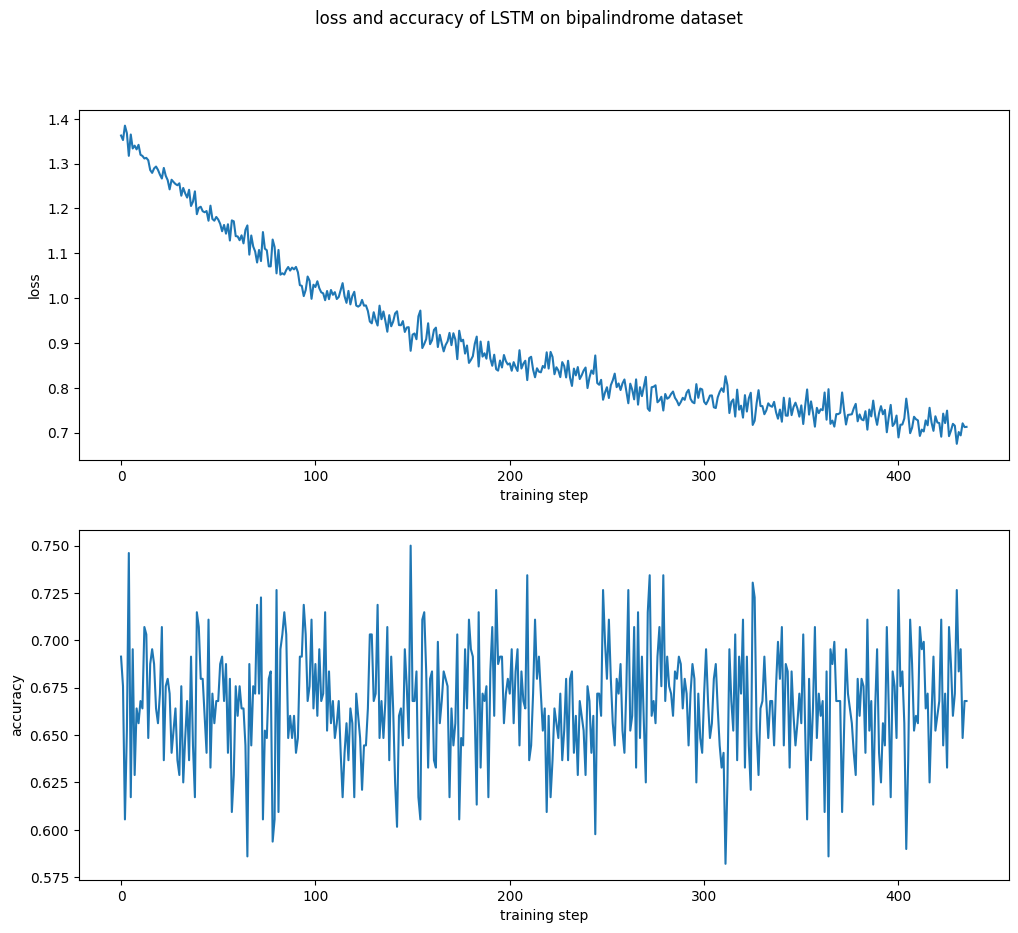 loss and accuracy of LSTM on bipalindrome dataset
1.4
1.3
1.2
1.1
1.0
0.9
0.8
0.7
loss
0 100 200 300 400
training step
0.750
0.725
0.700
0.675
0.650
0.625
0.600
0.575
accuracy
0 100 200 300 400
training step